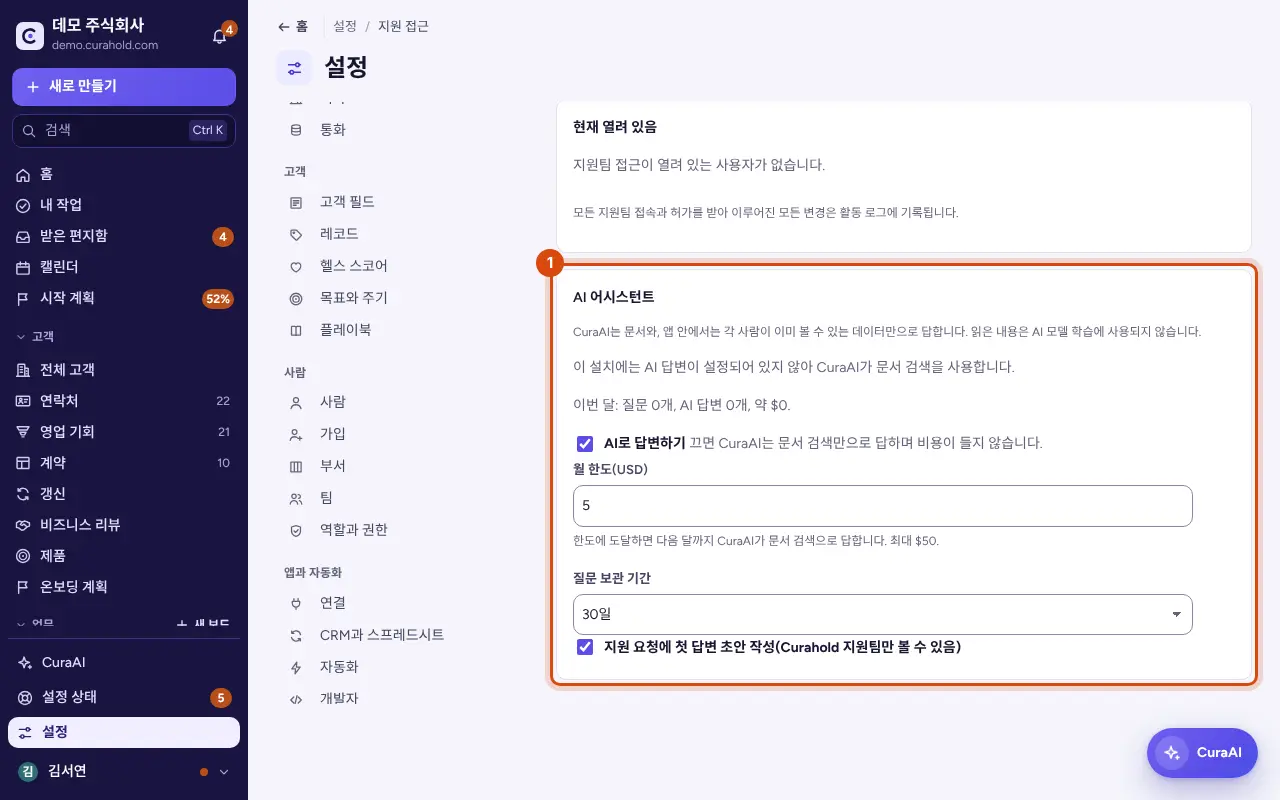 데모 주식회사
demo.curahold.com
4
새로 만들기
검색
Ctrl K
홈
내 작업
받은 편지함
4
캘린더
시작 계획
52%
고객
전체 고객
연락처
22
영업 기회
21
계약
10
갱신
비즈니스 리뷰
제품
온보딩 계획
CuraAI
설정 상태
5
설정
김
김서연
홈
설정 / 지원 접근
설정
통화
고객
고객 필드
레코드
헬스 스코어
목표와 주기
플레이북
사람
사람
가입
부서
팀
역할과 권한
앱과 자동화
연결
CRM과 스프레드시트
자동화
개발자
현재 열려 있음
지원팀 접근이 열려 있는 사용자가 없습니다.
모든 지원팀 접속과 허가를 받아 이루어진 모든 변경은 활동 로그에 기록됩니다.
1
AI 어시스턴트
CuraAI는 문서와, 앱 안에서는 각 사람이 이미 볼 수 있는 데이터만으로 답합니다. 읽은 내용은 AI 모델 학습에 사용되지 않습니다.
이 설치에는 AI 답변이 설정되어 있지 않아 CuraAI가 문서 검색을 사용합니다.
이번 달: 질문 0개, AI 답변 0개, 약 $0.
AI로 답변하기 끄면 CuraAI는 문서 검색만으로 답하며 비용이 들지 않습니다.
월 한도(USD)
5
한도에 도달하면 다음 달까지 CuraAI가 문서 검색으로 답합니다. 최대 $50.
질문 보관 기간
30일
지원 요청에 첫 답변 초안 작성(Curahold 지원팀만 볼 수 있음)
CuraAI